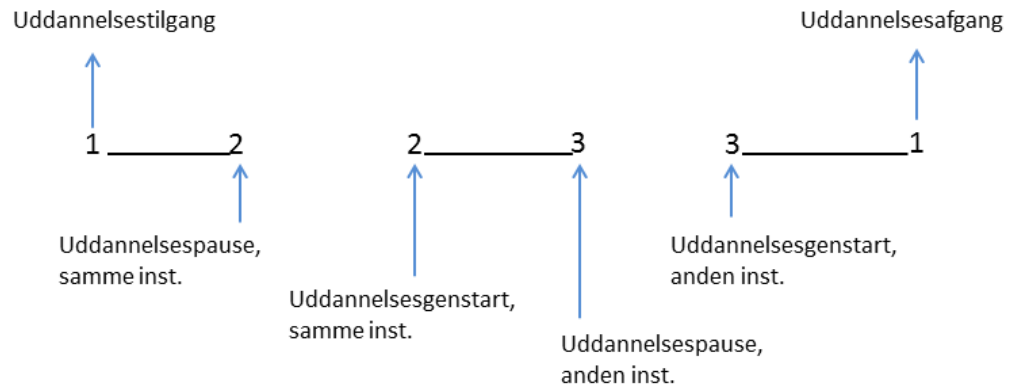 Uddannelsestilgang
Uddannelsesafgang
1 2 2 3 3 1
Uddannelsespause,
samme inst.
Uddannelsesgenstart,
samme inst.
Uddannelsespause,
anden inst.
Uddannelsesgenstart,
anden inst.